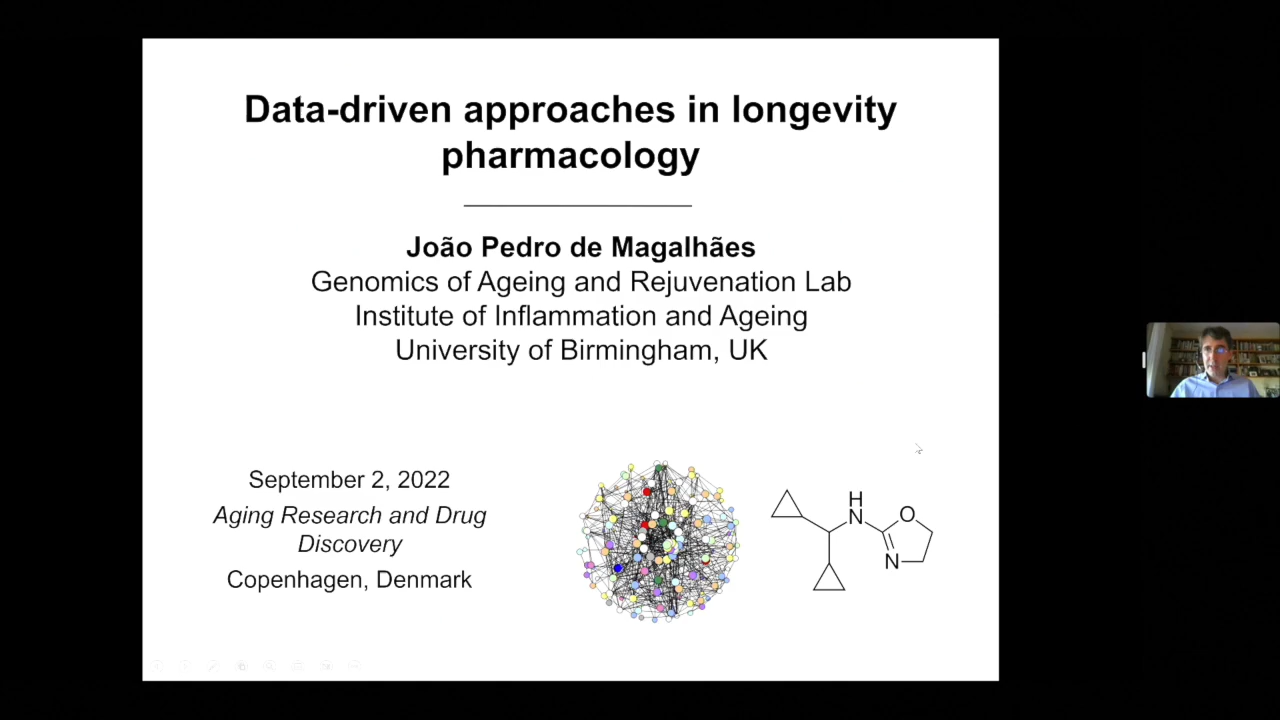 Data-driven approaches in longevity
pharmacology
João Pedro de Magalhães
Genomics of Ageing and Rejuvenation Lab
Institute of Inflammation and Ageing
University of Birmingham, UK
September 2, 2022
Aging Research and Drug
Discovery
Copenhagen, Denmark
H
N
O
N